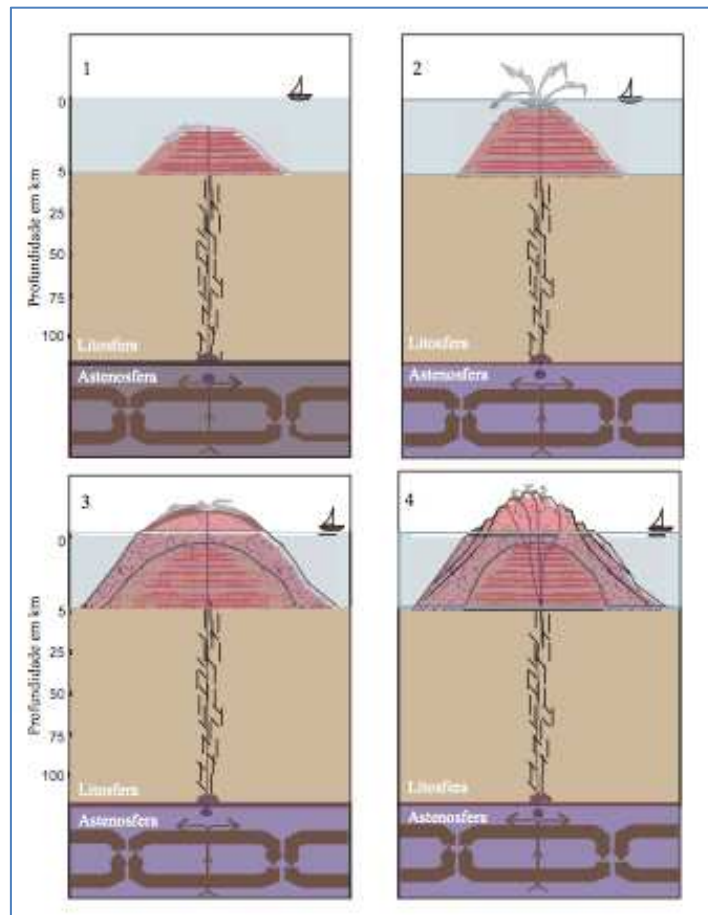 1
0
5
25
50
75
100
Profundidade em km
Litosfera
Astenosfera
2
Litosfera
Astenosfera
3
0
5
25
50
75
100
Profundidade em km
Litosfera
Astenosfera
4
Litosfera
Astenosfera